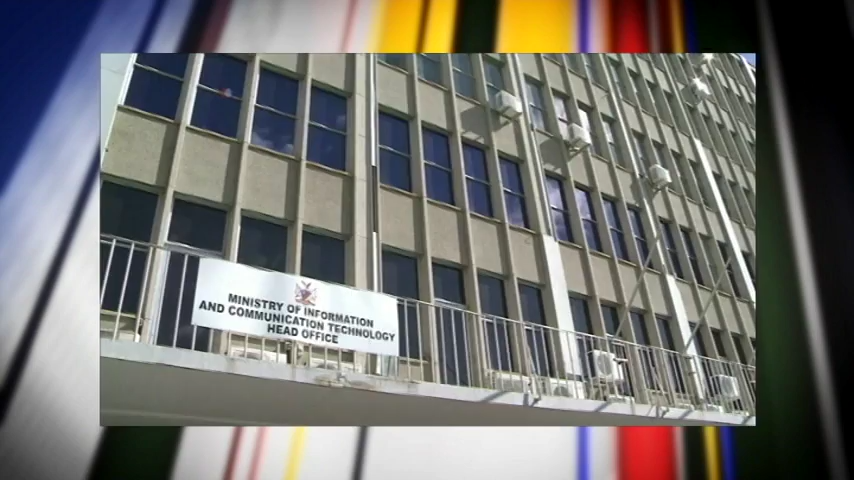 MINISTRY OF INFORMATION
AND COMMUNICATION TECHNOLOGY
HEAD OFFICE